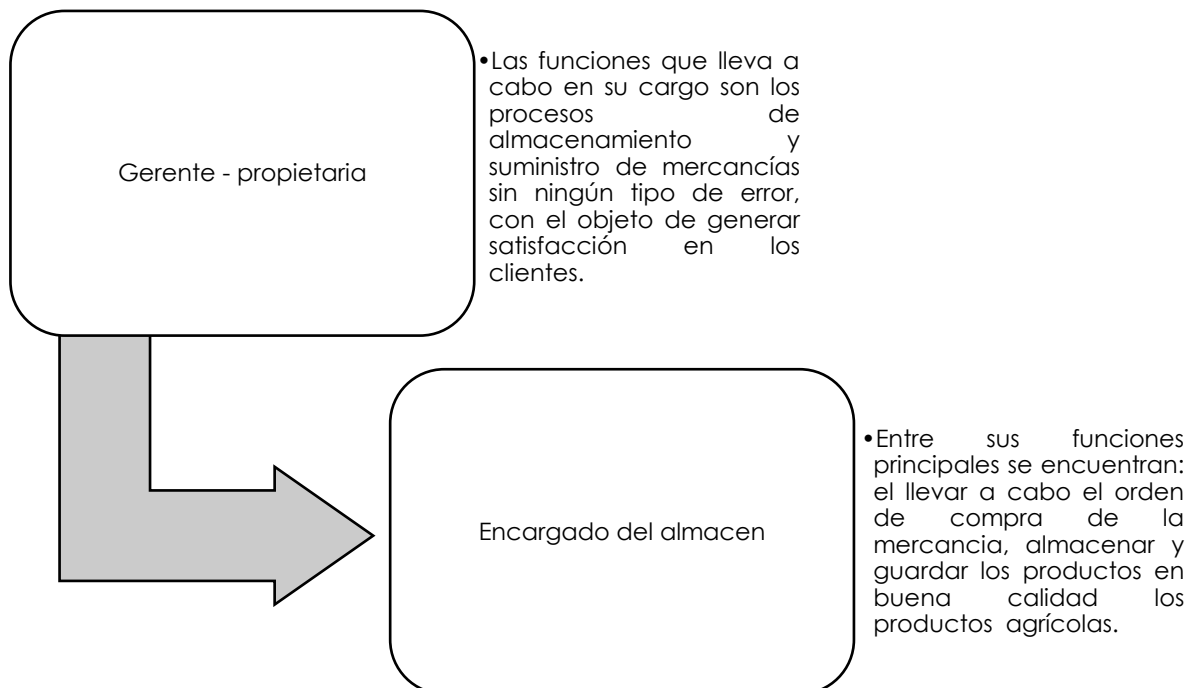 Gerente - propietaria
•Las funciones que lleva a
cabo en su cargo son los
procesos de
almacenamiento y
suministro de mercancías
sin ningún tipo de error,
con el objeto de generar
satisfacción en los
clientes.
Encargado del almacen
•Entre sus funciones
principales se encuentran:
el llevar a cabo el orden
de compra de la
mercancia, almacenar y
guardar los productos en
buena calidad los
productos agrícolas.